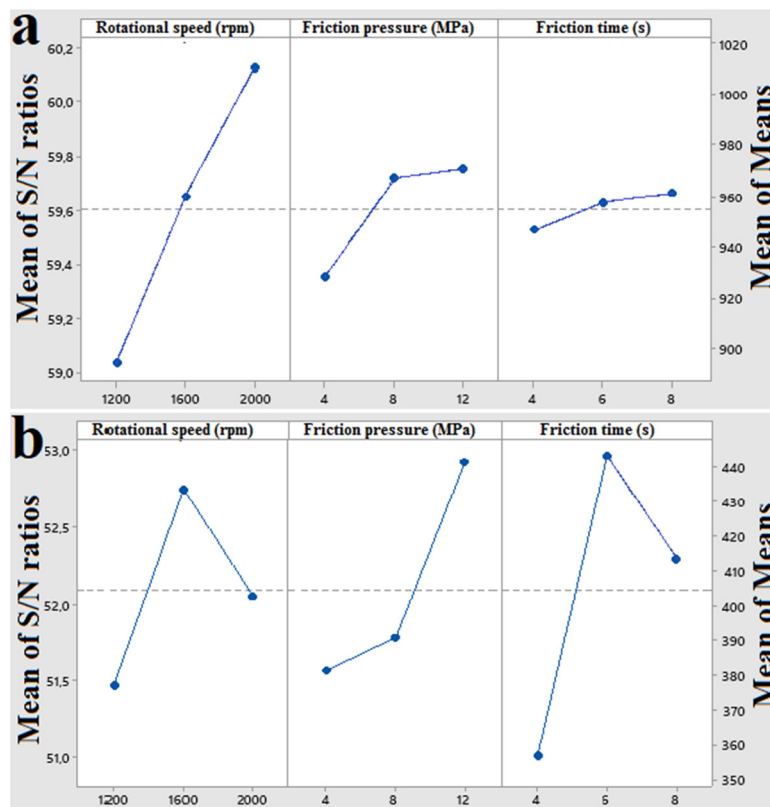 a
Rotational speed (rpm) Friction pressure (MPa) Friction time (s)
Mean of S/N ratios
60,2
60,0
59,8
59,6
59,4
59,2
59,0
1020
1000
980
960
940
920
900
Mean of Means
1200 1600 2000 4 8 12 4 6 8
b
Rotational speed (rpm) Friction pressure (MPa) Friction time (s)
Mean of S/N ratios
53,0
52,5
52,0
51,5
51,0
440
430
420
410
400
390
380
370
360
350
Mean of Means
1200 1600 2000 4 8 12 4 6 8